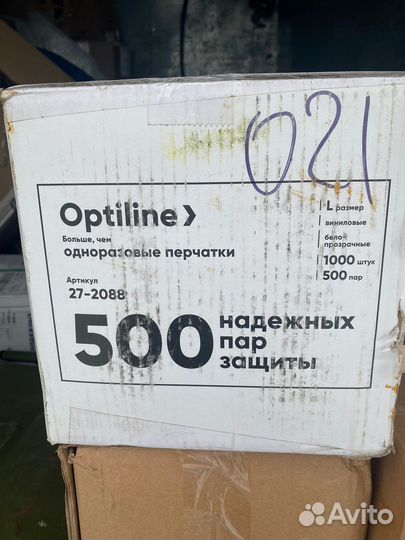 021
Optiline
Больше, чем
одноразовые перчатки
Артикул
27-2088
500 надежных
пар
защиты
L размер
виниловые
бело-
прозрачные
1000 штук
500 пар
Avito